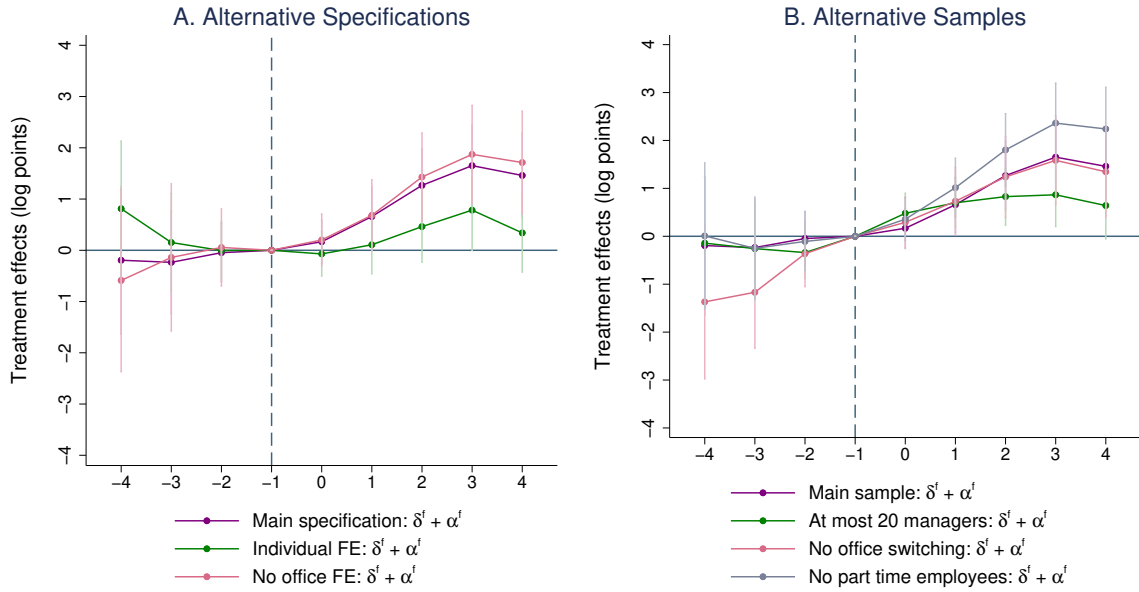 A. Alternative Specifications
Treatment effects (log points)
4
3
2
1
0
−1
−2
−3
−4
−4 −3 −2 −1 0 1 2 3 4
Main specification: δᶠ + αᶠ
Individual FE: δᶠ + αᶠ
No office FE: δᶠ + αᶠ
B. Alternative Samples
Treatment effects (log points)
4
3
2
1
0
−1
−2
−3
−4
−4 −3 −2 −1 0 1 2 3 4
Main sample: δᶠ + αᶠ
At most 20 managers: δᶠ + αᶠ
No office switching: δᶠ + αᶠ
No part time employees: δᶠ + αᶠ